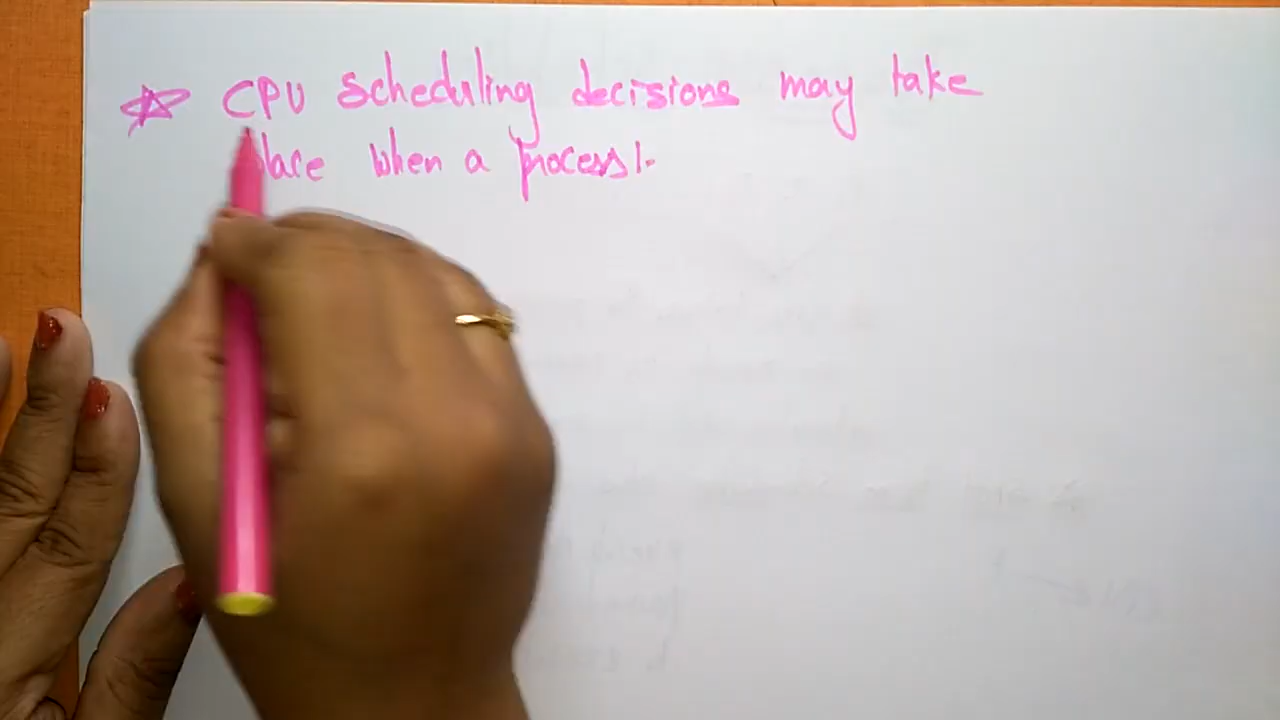 CPU scheduling decisions may take
place when a process:-